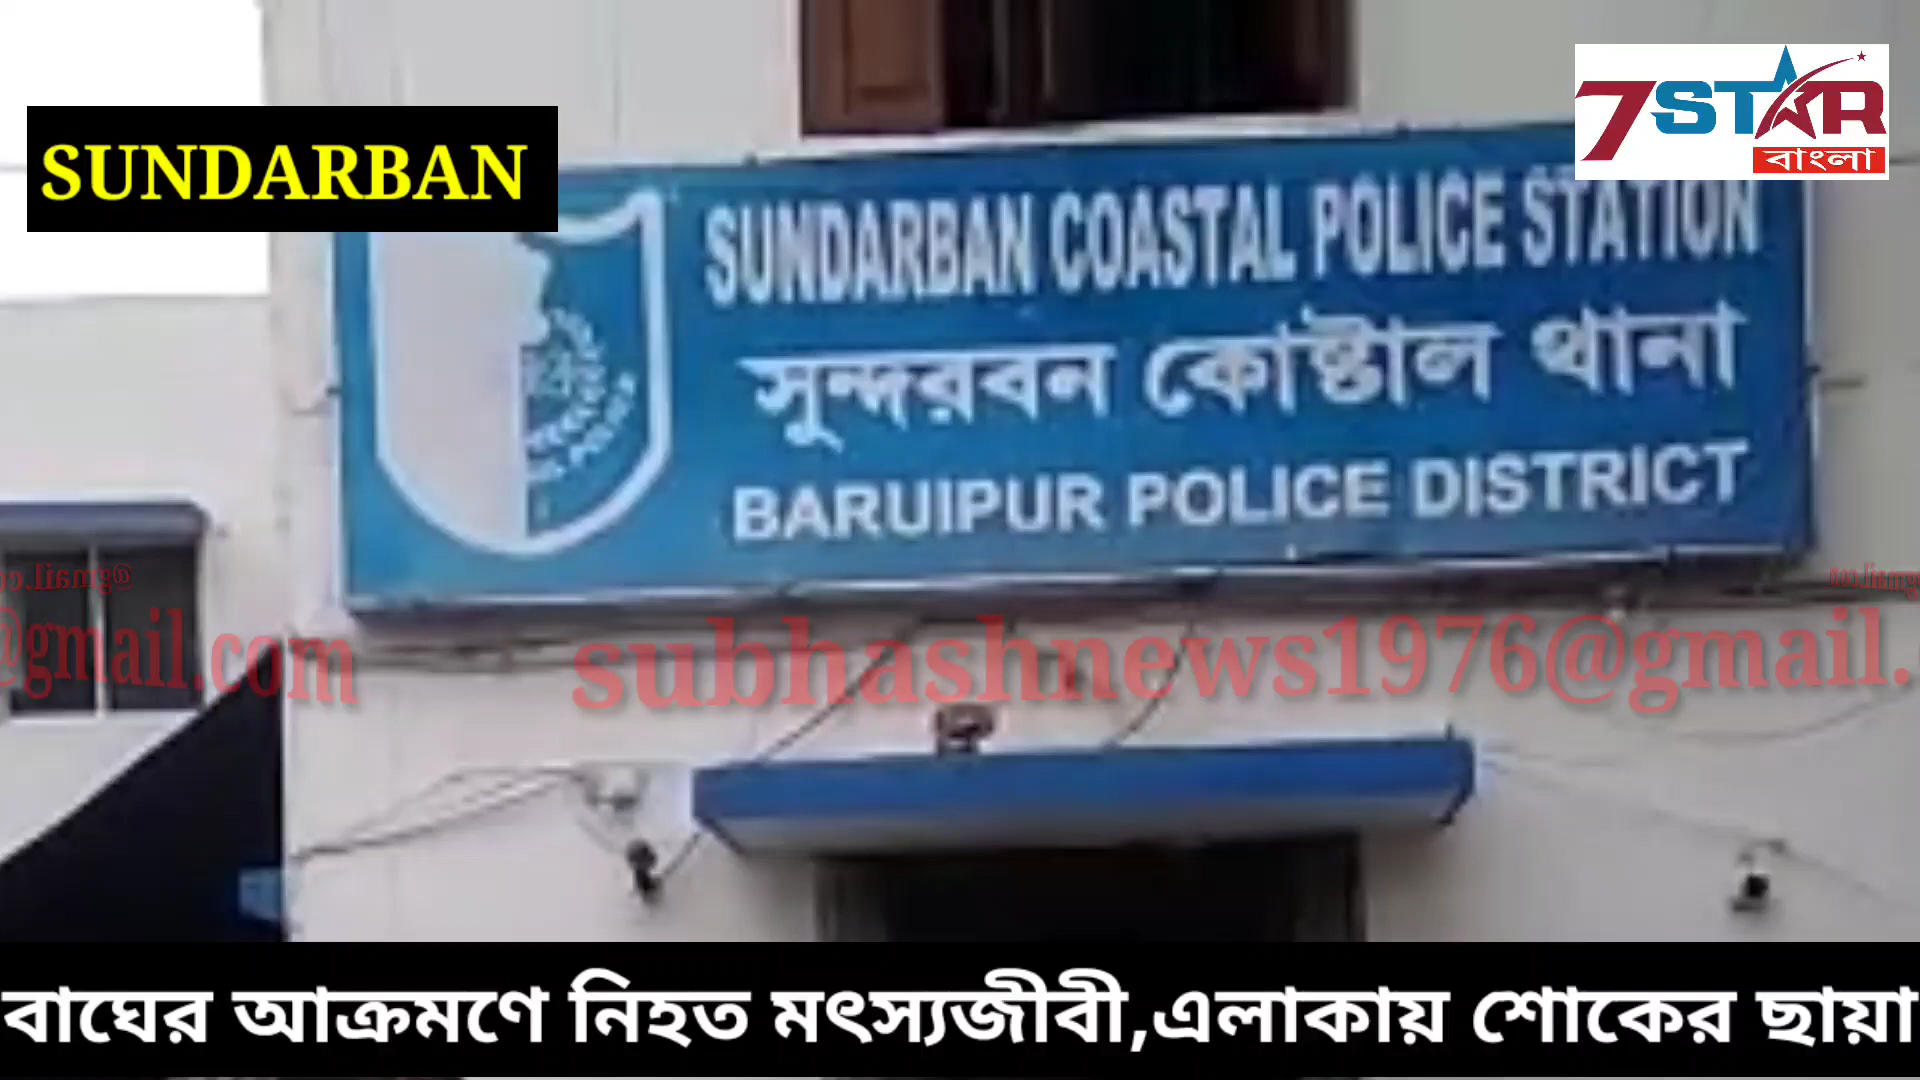 7STAR
বাংলা
SUNDARBAN
SUNDARBAN COASTAL POLICE STATION
সুন্দরবন কোষ্টাল থানা
BARUIPUR POLICE DISTRICT
POLICE
@gmail.com
subhashnews1976@gmail.
বাঘের আক্রমণে নিহত মৎস্যজীবী,এলাকায় শোকের ছায়া